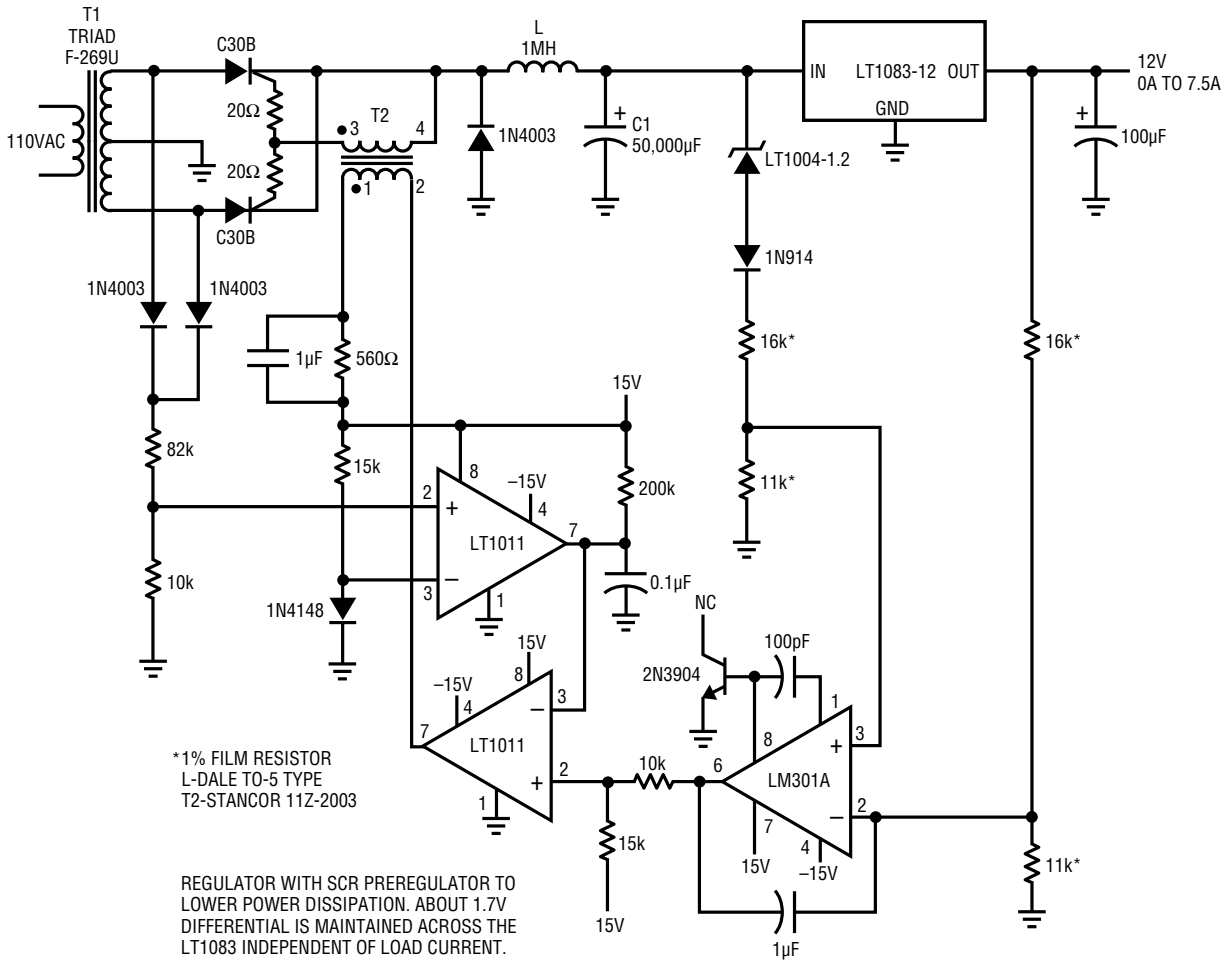 T1
TRIAD
F-269U
110VAC
C30B
20Ω
20Ω
C30B
T2
3
4
1
2
L
1MH
1N4003
+
C1
50,000µF
IN
LT1083-12
OUT
GND
12V
0A TO 7.5A
+
100µF
LT1004-1.2
1N914
16k*
11k*
16k*
11k*
1N4003
1N4003
82k
10k
1µF
560Ω
15k
1N4148
15V
200k
0.1µF
2
+
8
–15V
4
7
LT1011
3
–
1
15V
8
–15V
4
3
–
7
LT1011
2
+
1
10k
15k
15V
NC
2N3904
100pF
1
8
3
+
6
LM301A
2
–
7
15V
4
–15V
1µF
*1% FILM RESISTOR
L-DALE TO-5 TYPE
T2-STANCOR 11Z-2003
REGULATOR WITH SCR PREREGULATOR TO
LOWER POWER DISSIPATION. ABOUT 1.7V
DIFFERENTIAL IS MAINTAINED ACROSS THE
LT1083 INDEPENDENT OF LOAD CURRENT.